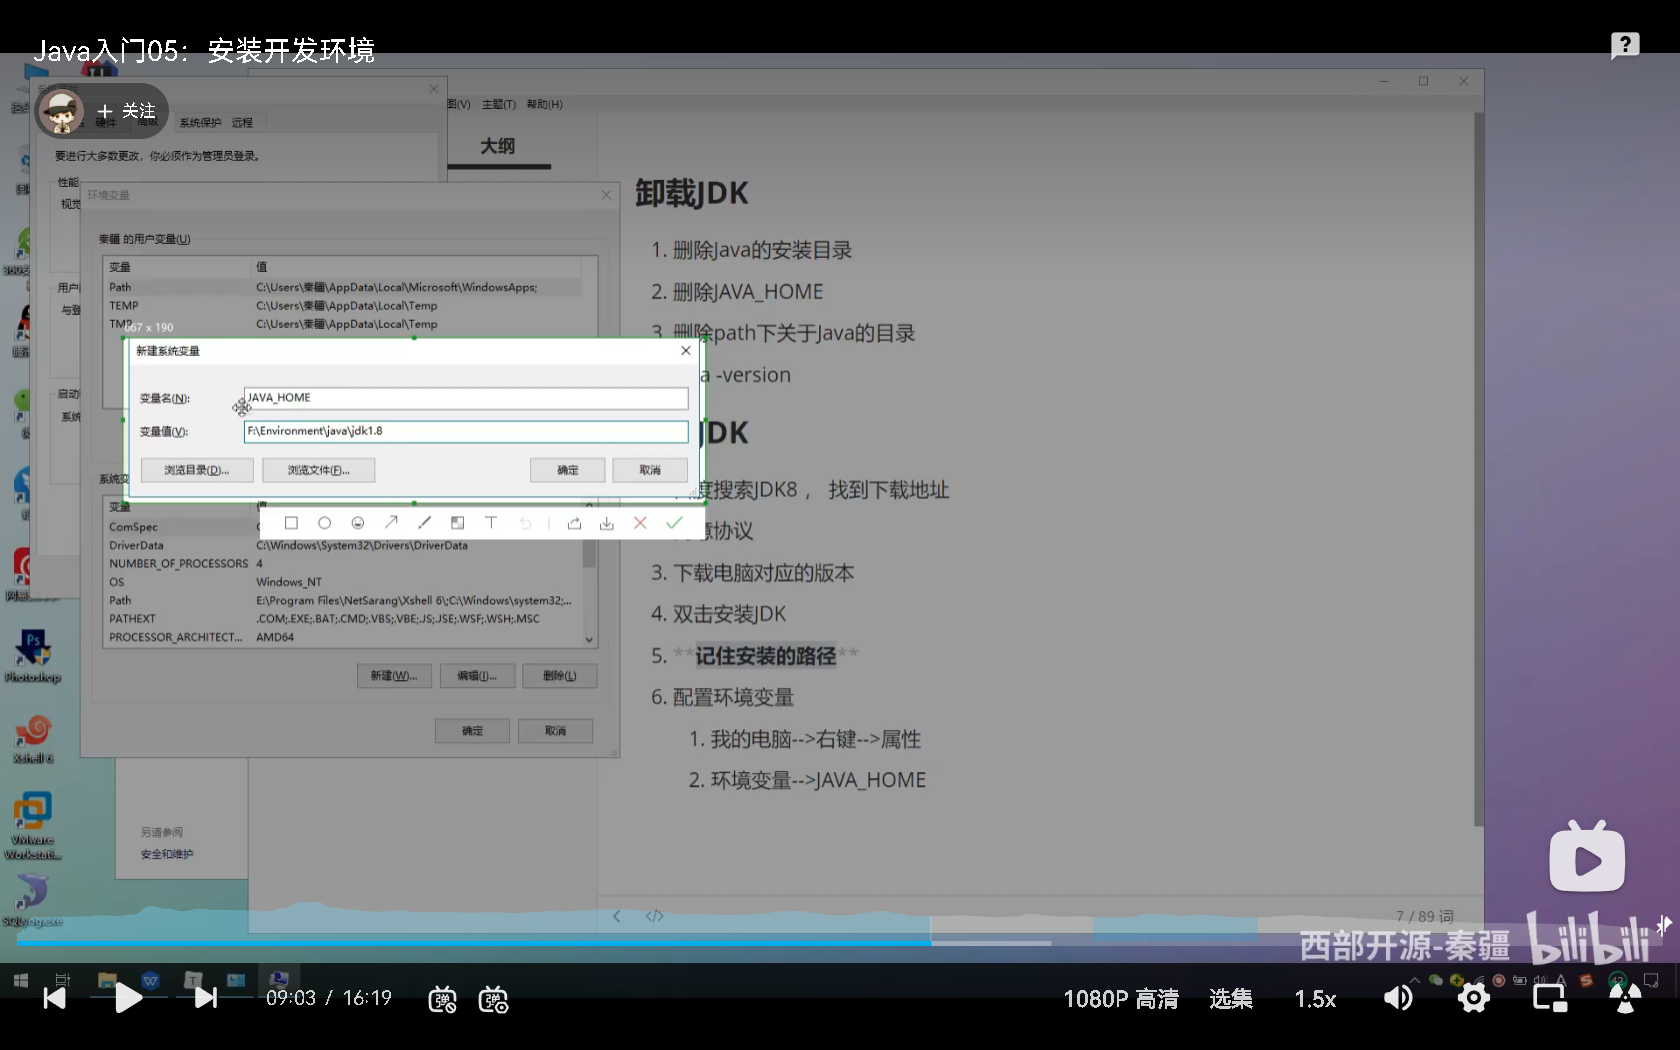 Java入门05：安装开发环境
+ 关注
硬件
高级
系统保护
远程
要进行大多数更改，你必须作为管理员登录。
性能
视觉
用户
与登
启动
系统
图(V)
主题(T)
帮助(H)
大纲
环境变量
秦疆 的用户变量(U)
变量
值
Path
C:\Users\秦疆\AppData\Local\Microsoft\WindowsApps;
TEMP
C:\Users\秦疆\AppData\Local\Temp
TMP
C:\Users\秦疆\AppData\Local\Temp
667 x 190
新建系统变量
变量名(N):
JAVA_HOME
变量值(V):
F:\Environment\java\jdk1.8
浏览目录(D)...
浏览文件(F)...
确定
取消
系统变
变量
值
ComSpec
DriverData
C:\Windows\System32\Drivers\DriverData
NUMBER_OF_PROCESSORS
4
OS
Windows_NT
Path
E:\Program Files\NetSarang\Xshell 6\;C:\Windows\system32;...
PATHEXT
.COM;.EXE;.BAT;.CMD;.VBS;.VBE;.JS;.JSE;.WSF;.WSH;.MSC
PROCESSOR_ARCHITECT...
AMD64
新建(W)...
编辑(I)...
删除(L)
确定
取消
另请参阅
安全和维护
卸载JDK
1. 删除Java的安装目录
2. 删除JAVA_HOME
3. 删除path下关于Java的目录
a -version
JDK
度搜索JDK8， 找到下载地址
意协议
3. 下载电脑对应的版本
4. 双击安装JDK
5. **记住安装的路径**
6. 配置环境变量
1. 我的电脑-->右键-->属性
2. 环境变量-->JAVA_HOME
7 / 89 词
Photoshop
Xshell 6
VMware
Workstati...
SQLyog.exe
西部开源-秦疆
bilibili
09:03 / 16:19
弹
弹
1080P 高清
选集
1.5x